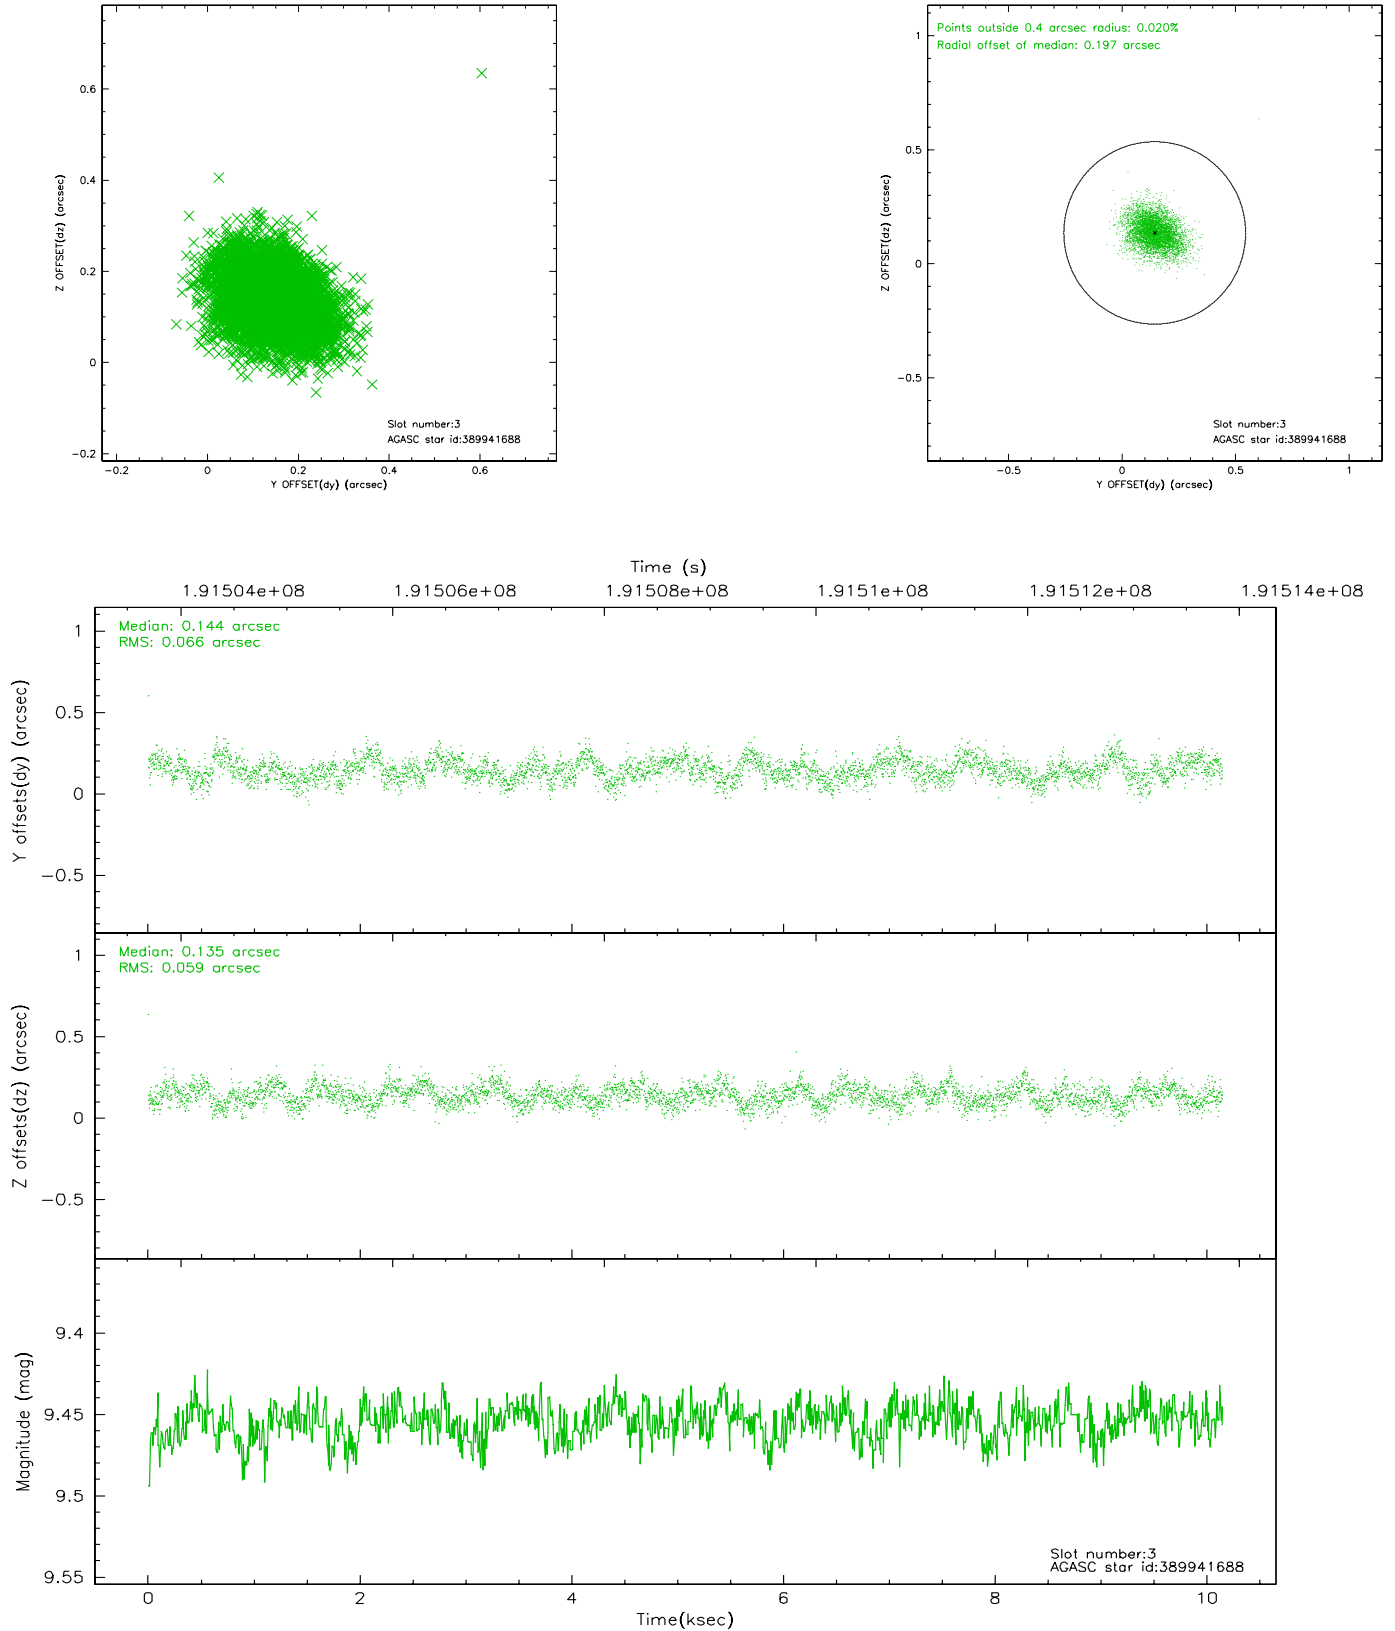 0.6
0.4
0.2
0
-0.2
Z OFFSET(dz) (arcsec)
-0.2 0 0.2 0.4 0.6
Y OFFSET(dy) (arcsec)
Slot number:3
AGASC star id:389941688
Points outside 0.4 arcsec radius: 0.020%
Radial offset of median: 0.197 arcsec
1
0.5
0
-0.5
Z OFFSET(dz) (arcsec)
-0.5 0 0.5 1
Y OFFSET(dy) (arcsec)
Slot number:3
AGASC star id:389941688
Time (s)
1.91504e+08 1.91506e+08 1.91508e+08 1.9151e+08 1.91512e+08 1.91514e+08
Median: 0.144 arcsec
RMS: 0.066 arcsec
1
0.5
0
-0.5
Y offsets(dy) (arcsec)
Median: 0.135 arcsec
RMS: 0.059 arcsec
1
0.5
0
-0.5
Z offsets(dz) (arcsec)
9.4
9.45
9.5
9.55
Magnitude (mag)
Slot number:3
AGASC star id:389941688
0 2 4 6 8 10
Time(ksec)